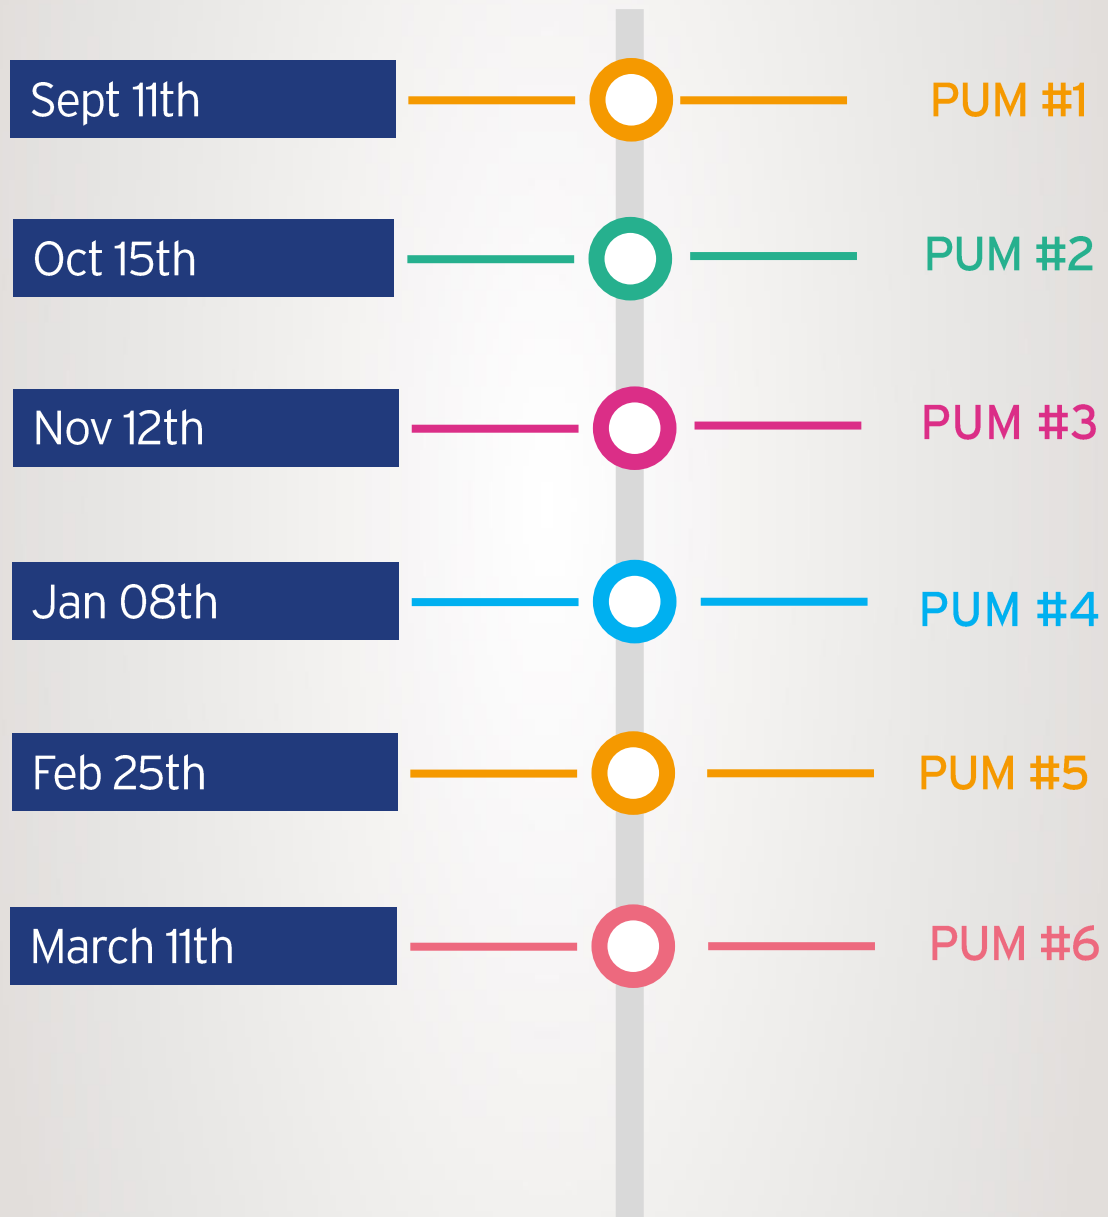 Sept 11th PUM #1
Oct 15th PUM #2
Nov 12th PUM #3
Jan 08th PUM #4
Feb 25th PUM #5
March 11th PUM #6